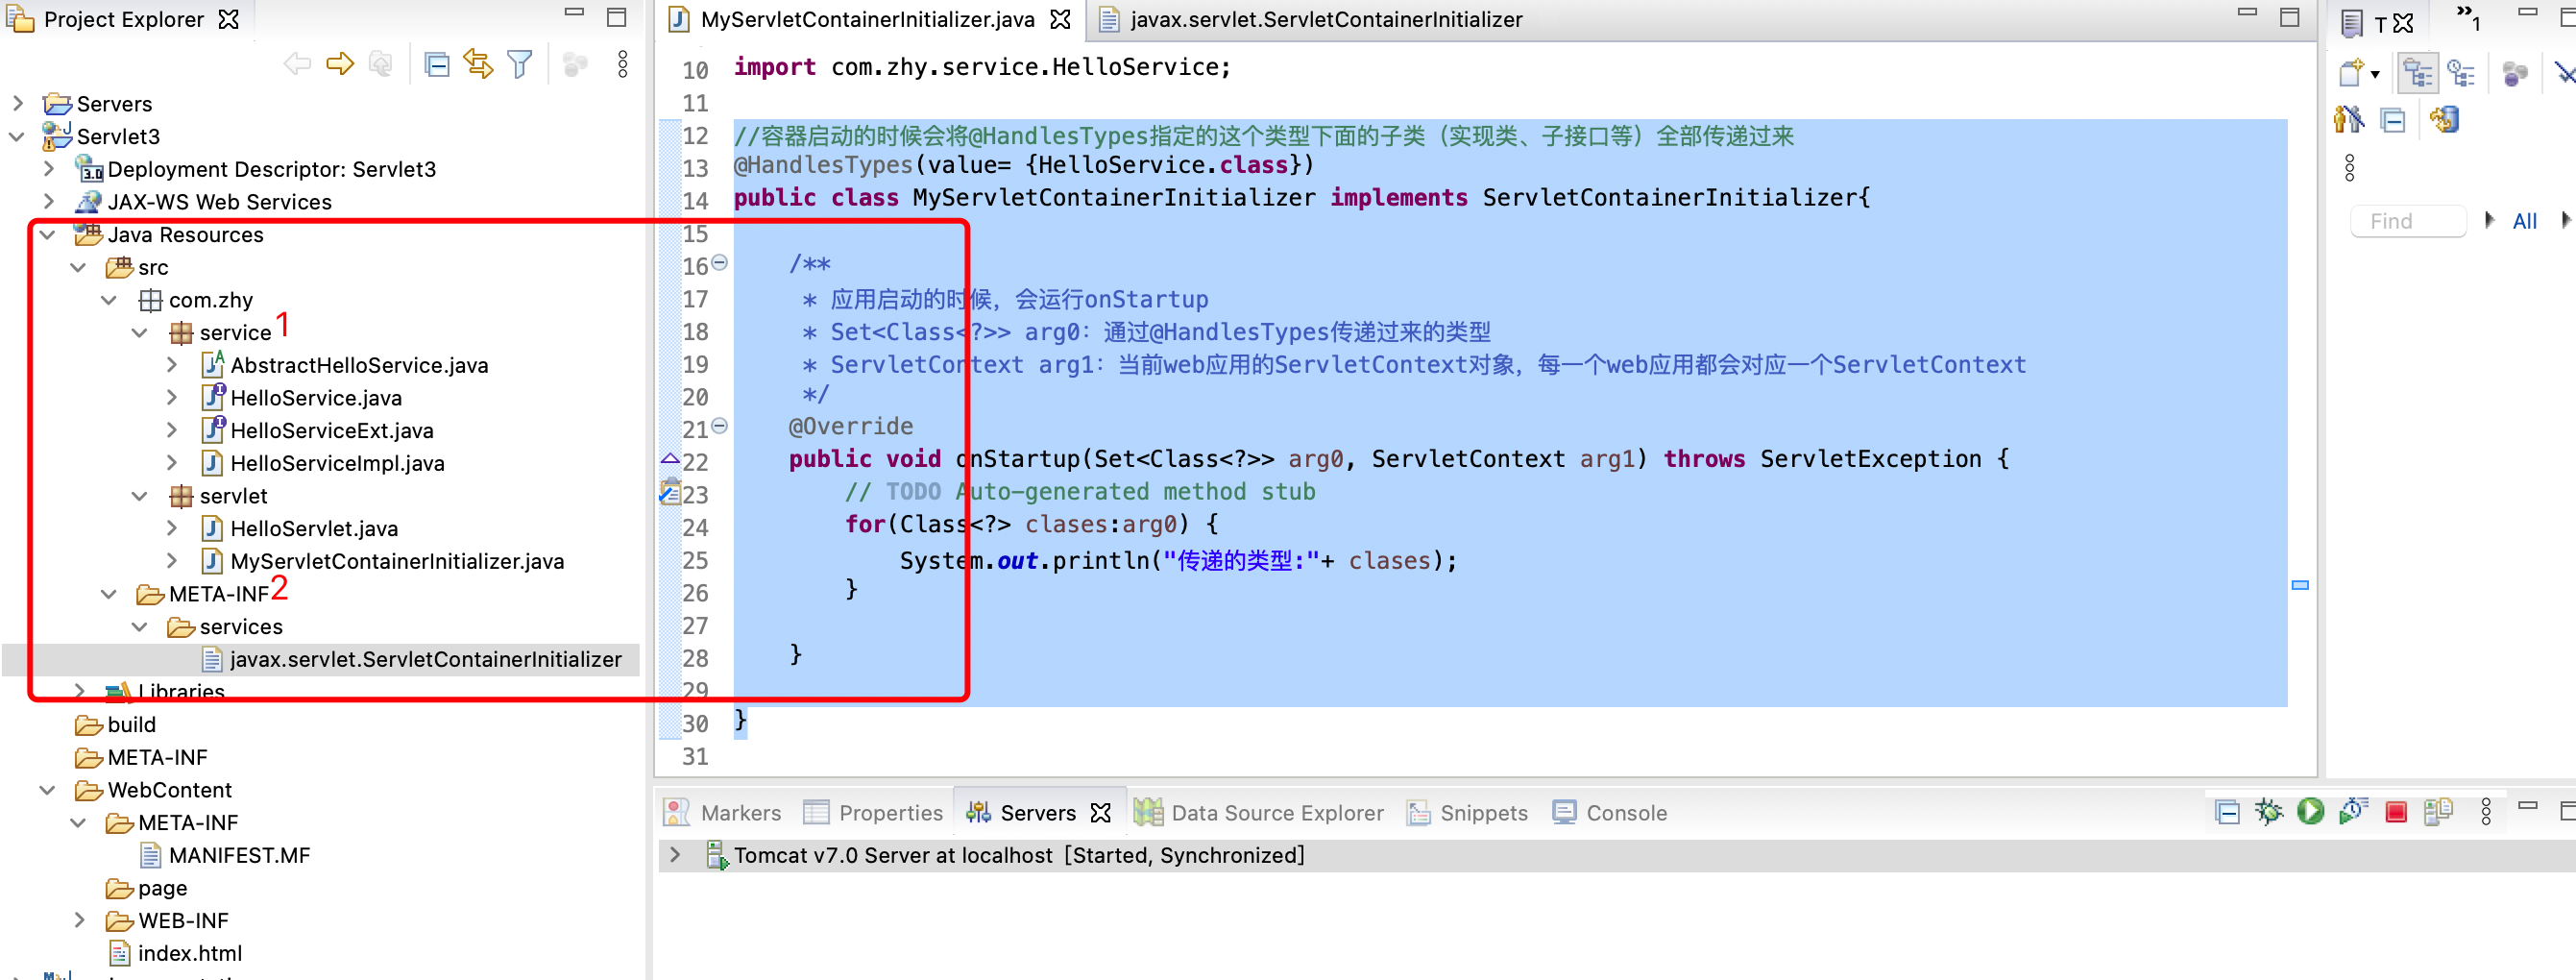 Project Explorer
Servers
Servlet3
Deployment Descriptor: Servlet3
JAX-WS Web Services
Java Resources
src
com.zhy
service 1
AbstractHelloService.java
HelloService.java
HelloServiceExt.java
HelloServiceImpl.java
servlet
HelloServlet.java
MyServletContainerInitializer.java
META-INF 2
services
javax.servlet.ServletContainerInitializer
Libraries
build
META-INF
WebContent
META-INF
MANIFEST.MF
page
WEB-INF
index.html
MyServletContainerInitializer.java
javax.servlet.ServletContainerInitializer
10 import com.zhy.service.HelloService;
11
12 //容器启动的时候会将@HandlesTypes指定的这个类型下面的子类（实现类、子接口等）全部传递过来
13 @HandlesTypes(value= {HelloService.class})
14 public class MyServletContainerInitializer implements ServletContainerInitializer{
15
16 /**
17 * 应用启动的时候，会运行onStartup
18 * Set<Class<?>> arg0：通过@HandlesTypes传递过来的类型
19 * ServletContext arg1：当前web应用的ServletContext对象，每一个web应用都会对应一个ServletContext
20 */
21 @Override
22 public void onStartup(Set<Class<?>> arg0, ServletContext arg1) throws ServletException {
23 // TODO Auto-generated method stub
24 for(Class<?> clases:arg0) {
25 System.out.println("传递的类型:"+ clases);
26 }
27
28 }
29
30 }
31
T
»1
Find
All
Markers
Properties
Servers
Data Source Explorer
Snippets
Console
Tomcat v7.0 Server at localhost [Started, Synchronized]